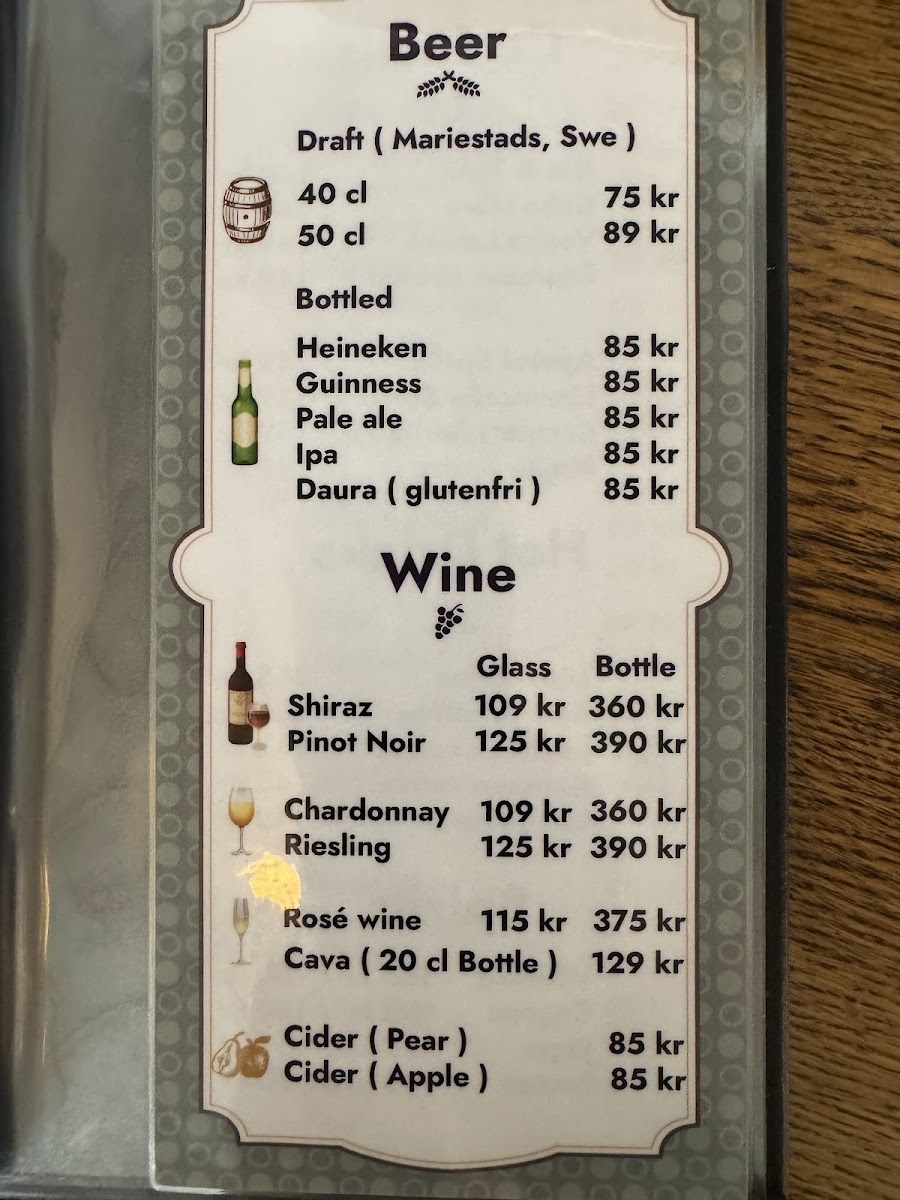 Beer
Draft ( Mariestads, Swe )
40 cl 75 kr
50 cl 89 kr
Bottled
Heineken 85 kr
Guinness 85 kr
Pale ale 85 kr
Ipa 85 kr
Daura ( glutenfri ) 85 kr
Wine
Glass Bottle
Shiraz 109 kr 360 kr
Pinot Noir 125 kr 390 kr
Chardonnay 109 kr 360 kr
Riesling 125 kr 390 kr
Rosé wine 115 kr 375 kr
Cava ( 20 cl Bottle ) 129 kr
Cider ( Pear ) 85 kr
Cider ( Apple ) 85 kr